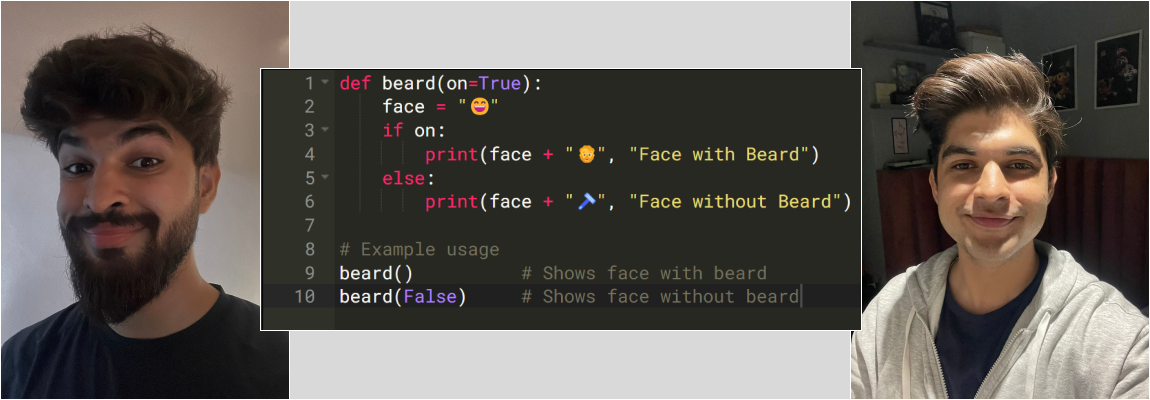 1 def beard(on=True):
2 face = "😄"
3 if on:
4 print(face + "🧔", "Face with Beard")
5 else:
6 print(face + "🪒", "Face without Beard")
7
8 # Example usage
9 beard() # Shows face with beard
10 beard(False) # Shows face without beard